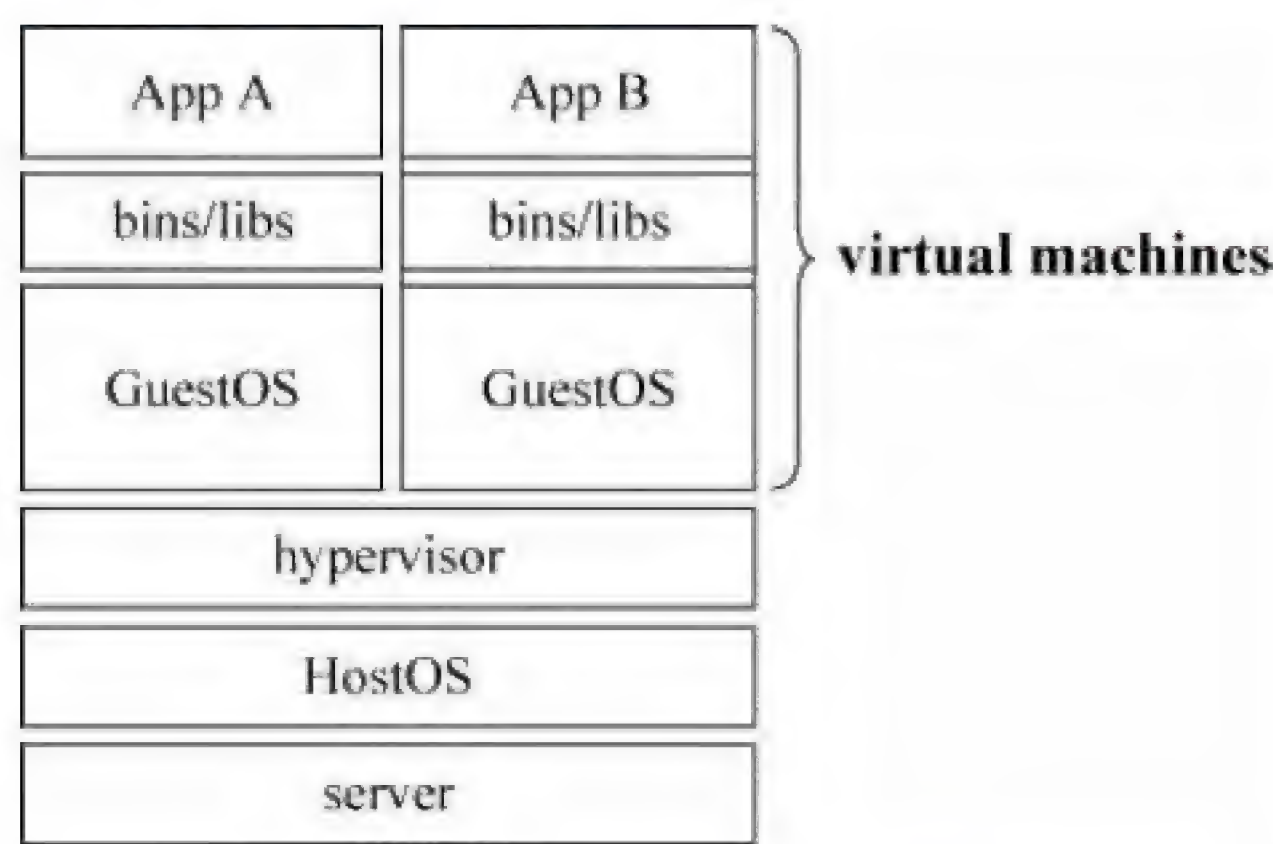 App A
App B
bins/libs
bins/libs
virtual machines
GuestOS
GuestOS
hypervisor
HostOS
server